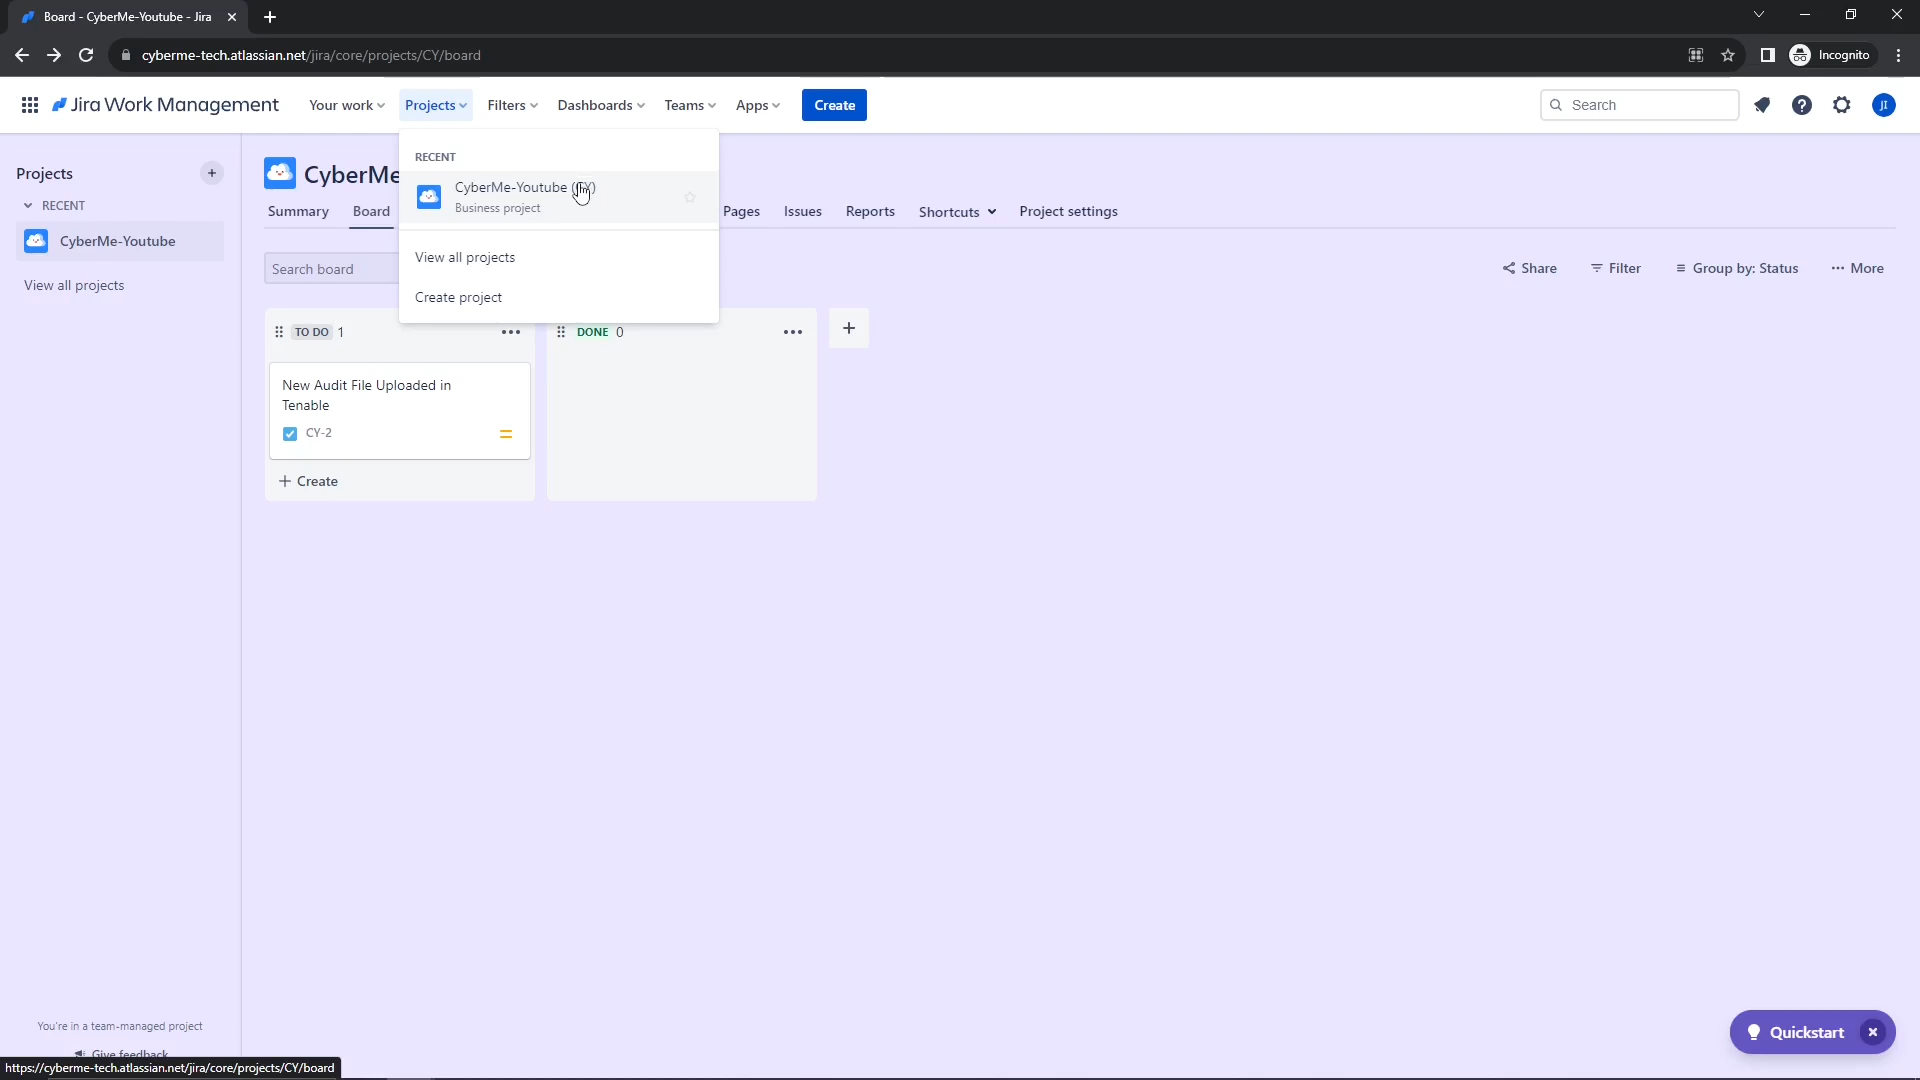 Board - CyberMe-Youtube - Jira
cyberme-tech.atlassian.net/jira/core/projects/CY/board
Incognito
Jira Work Management
Your work
Projects
Filters
Dashboards
Teams
Apps
Create
Search
JI
Projects
RECENT
CyberMe-Youtube
View all projects
CyberMe
RECENT
CyberMe-Youtube (CY)
Business project
View all projects
Create project
Summary
Board
Pages
Issues
Reports
Shortcuts
Project settings
Search board
Share
Filter
Group by: Status
More
TO DO 1
DONE 0
New Audit File Uploaded in
Tenable
CY-2
Create
Quickstart
You're in a team-managed project
Give feedback
https://cyberme-tech.atlassian.net/jira/core/projects/CY/board